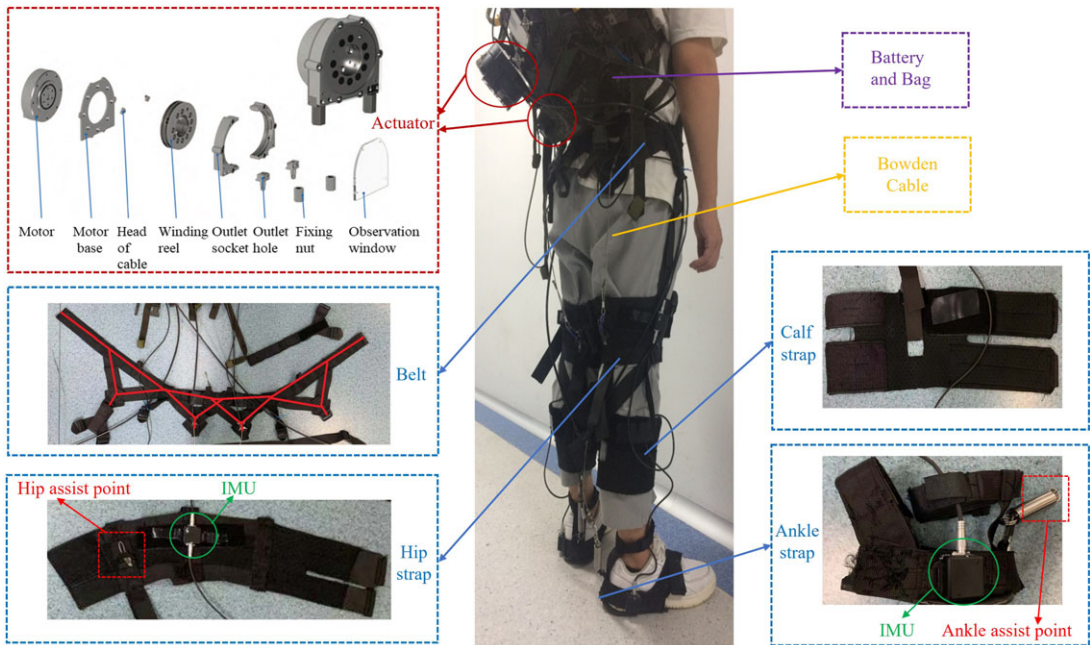 Actuator
Motor
Motor
base
Head
of
cable
Winding
reel
Outlet
socket
Outlet
hole
Fixing
nut
Observation
window
Battery
and Bag
Bowden
Cable
Belt
Calf
strap
Hip assist point
IMU
Hip
strap
Ankle
strap
IMU
Ankle assist point